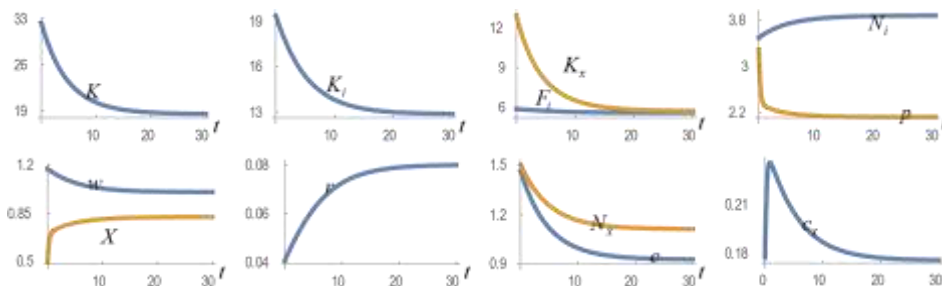 33 25 19 K 10 20 30 t
19 16 13 K_i 10 20 30 t
12 9 6 K_x F_i 10 20 30 t
3.8 3 2.2 N_i p 10 20 30 t
1.2 0.85 0.5 w X 10 20 30 t
0.08 0.06 0.04 10 20 30 t
1.5 1.2 0.9 N_x 10 20 30 t
0.21 0.18 c_x 0 10 20 30 t